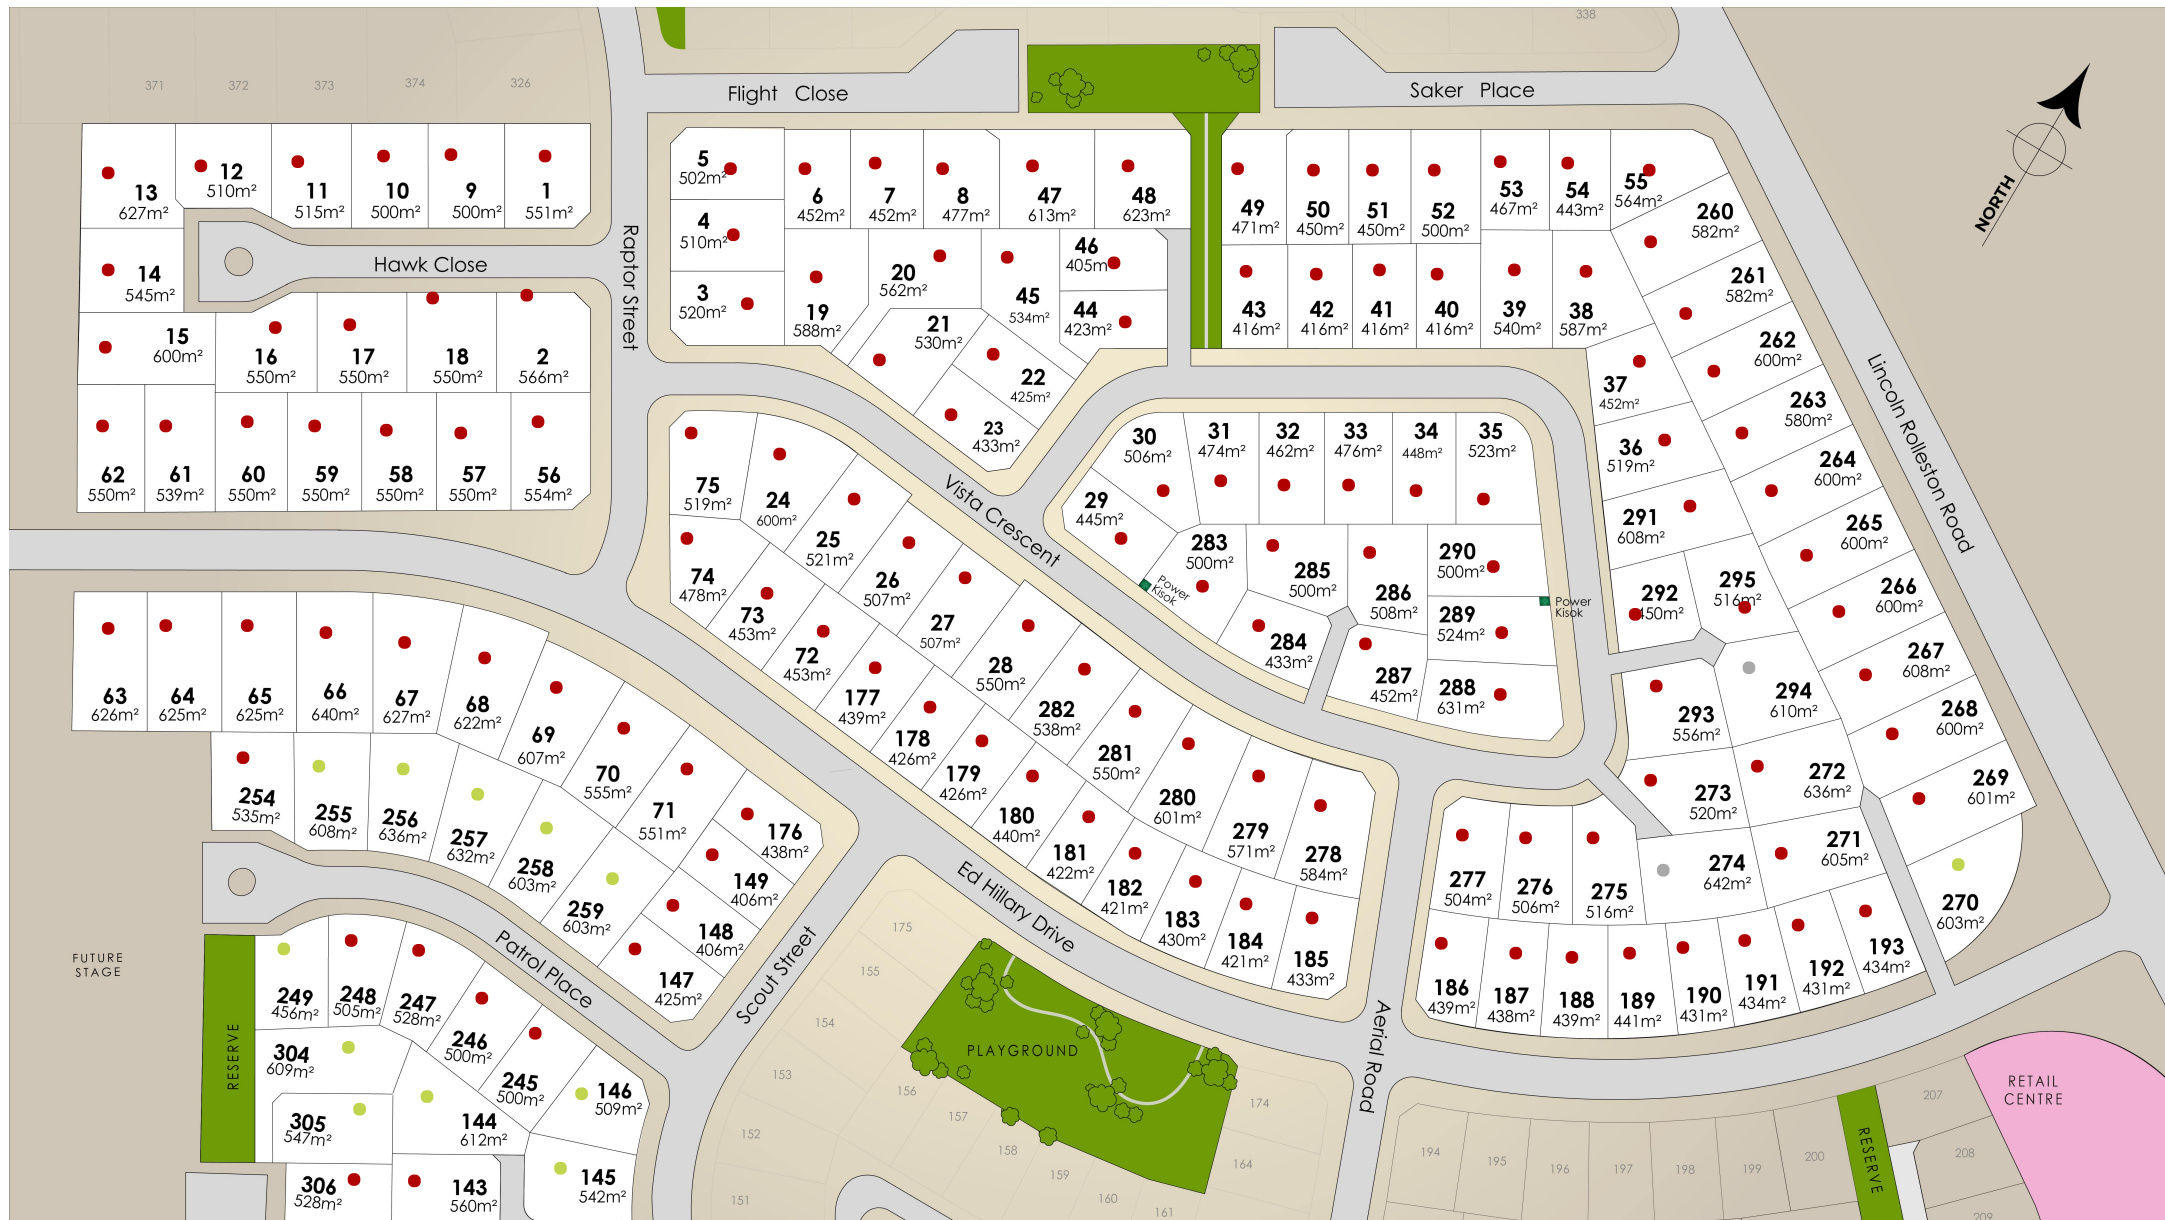 338
371
372
373
374
326
Flight Close
Saker Place
NORTH
13
627m²
12
510m²
11
515m²
10
500m²
9
500m²
1
551m²
14
545m²
Hawk Close
Raptor Street
15
600m²
16
550m²
17
550m²
18
550m²
2
566m²
62
550m²
61
539m²
60
550m²
59
550m²
58
550m²
57
550m²
56
554m²
5
502m²
4
510m²
3
520m²
6
452m²
7
452m²
8
477m²
47
613m²
48
623m²
19
588m²
20
562m²
21
530m²
45
534m²
46
405m
44
423m²
22
425m²
23
433m²
49
471m²
50
450m²
51
450m²
52
500m²
53
467m²
54
443m²
55
564m²
43
416m²
42
416m²
41
416m²
40
416m²
39
540m²
38
587m²
260
582m²
261
582m²
262
600m²
263
580m²
264
600m²
265
600m²
266
600m²
267
608m²
268
600m²
269
601m²
270
603m²
Lincoln Rolleston Road
37
452m²
36
519m²
291
608m²
292
450m²
295
516m²
293
556m²
294
610m²
273
520m²
272
636m²
271
605m²
274
642m²
30
506m²
31
474m²
32
462m²
33
476m²
34
448m²
35
523m²
29
445m²
283
500m²
285
500m²
286
508m²
290
500m²
289
524m²
284
433m²
287
452m²
288
631m²
Power
Kisok
Power
Kisok
Vista Crescent
75
519m²
24
600m²
25
521m²
26
507m²
27
507m²
28
550m²
282
538m²
281
550m²
280
601m²
279
571m²
278
584m²
74
478m²
73
453m²
72
453m²
177
439m²
178
426m²
179
426m²
180
440m²
181
422m²
182
421m²
183
430m²
184
421m²
185
433m²
63
626m²
64
625m²
65
625m²
66
640m²
67
627m²
68
622m²
69
607m²
70
555m²
71
551m²
176
438m²
149
406m²
148
406m²
147
425m²
254
535m²
255
608m²
256
636m²
257
632m²
258
603m²
259
603m²
Patrol Place
Scout Street
Ed Hillary Drive
Aerial Road
277
504m²
276
506m²
275
516m²
186
439m²
187
438m²
188
439m²
189
441m²
190
431m²
191
434m²
192
431m²
193
434m²
FUTURE
STAGE
RESERVE
249
456m²
248
505m²
247
528m²
246
500m²
245
500m²
304
609m²
305
547m²
306
528m²
144
612m²
143
560m²
146
509m²
145
542m²
175
155
154
153
152
151
PLAYGROUND
156
157
158
159
160
161
174
164
194
195
196
197
198
199
200
RESERVE
207
208
209
RETAIL
CENTRE